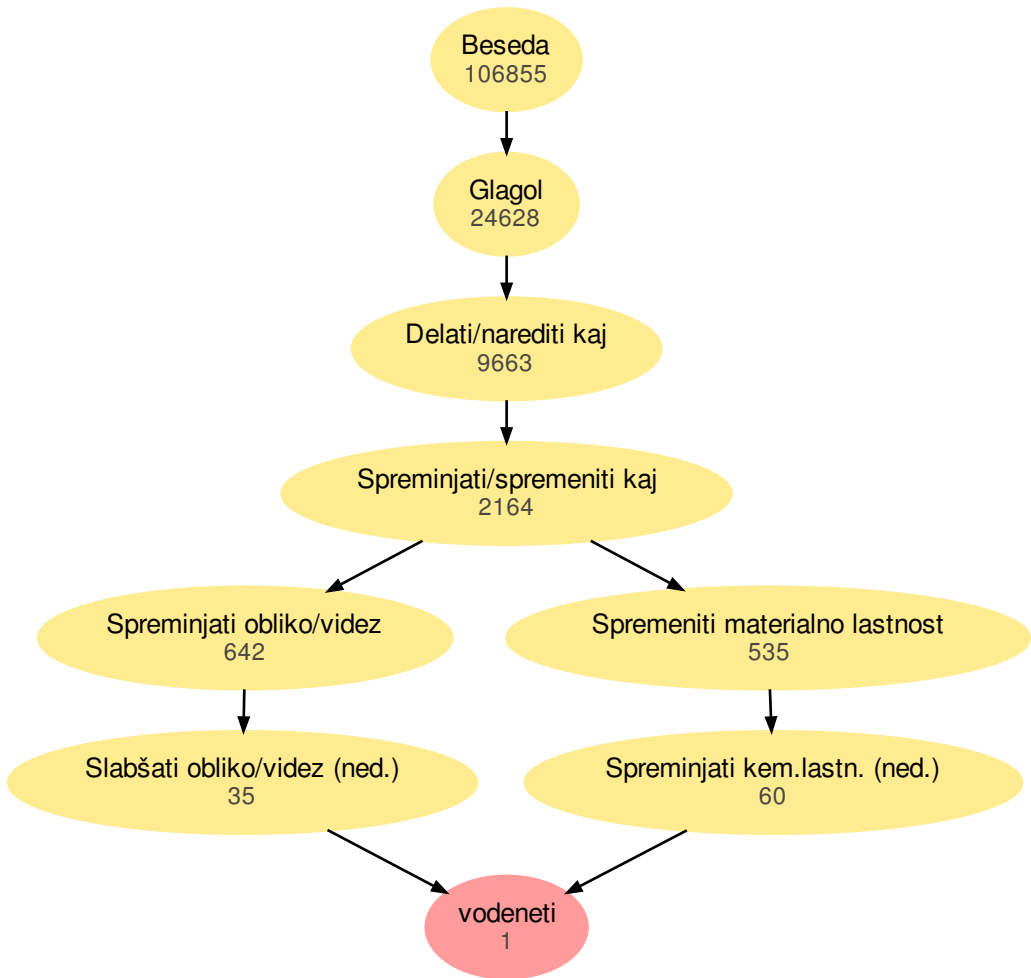 Beseda
106855
Glagol
24628
Delati/narediti kaj
9663
Spreminjati/spremeniti kaj
2164
Spreminjati obliko/videz
642
Spremeniti materialno lastnost
535
Slabšati obliko/videz (ned.)
35
Spreminjati kem.lastn. (ned.)
60
vodeneti
1